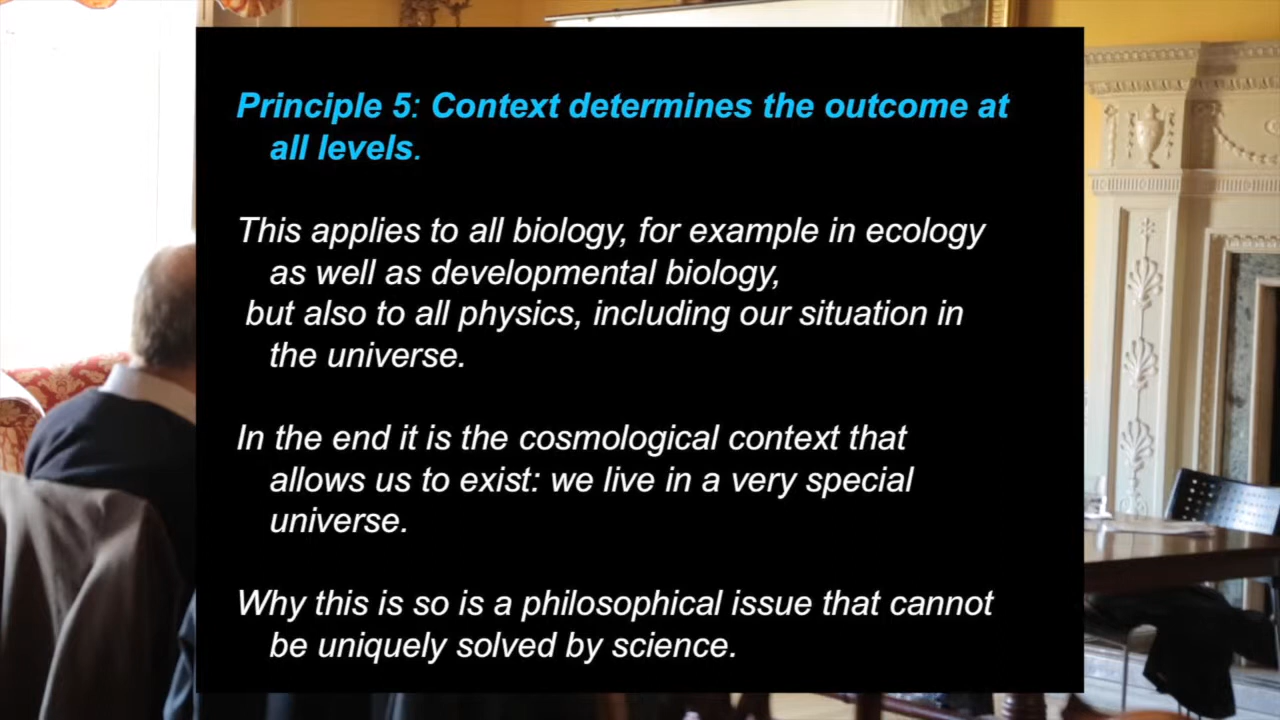 Principle 5: Context determines the outcome at
all levels.
This applies to all biology, for example in ecology
as well as developmental biology,
but also to all physics, including our situation in
the universe.
In the end it is the cosmological context that
allows us to exist: we live in a very special
universe.
Why this is so is a philosophical issue that cannot
be uniquely solved by science.